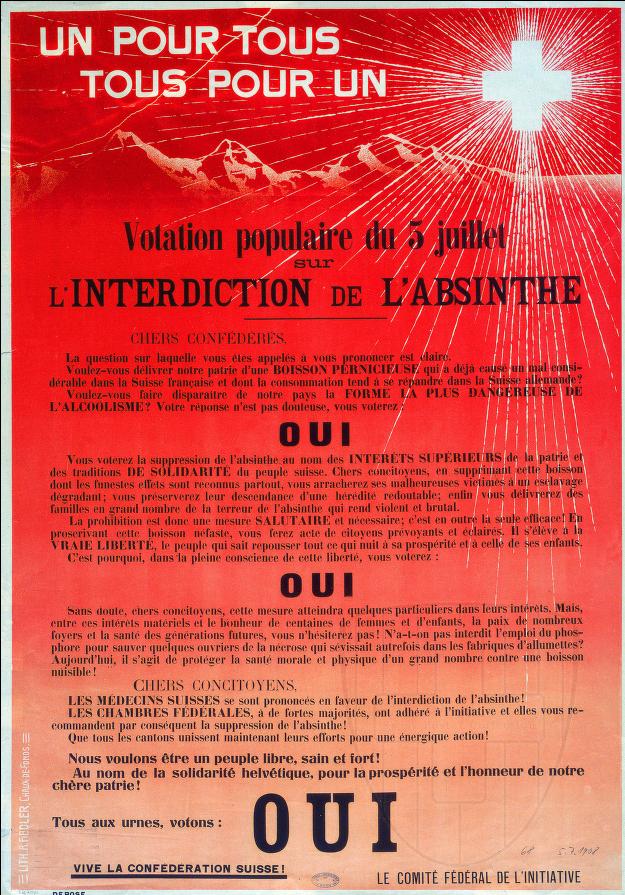 UN POUR TOUS
TOUS POUR UN
Votation populaire du 5 juillet
sur
L'INTERDICTION DE L'ABSINTHE
CHERS CONFÉDÉRÉS,
La question sur laquelle vous êtes appelés à vous prononcer est claire.
Voulez-vous délivrer notre patrie d'une BOISSON PERNICIEUSE qui a déjà causé un mal consi-
dérable dans la Suisse française et dont la consommation tend à se répandre dans la Suisse allemande?
Voulez-vous faire disparaître de notre pays la FORME LA PLUS DANGEREUSE DE
L'ALCOOLISME? Votre réponse n'est pas douteuse, vous voterez:
OUI
Vous voterez la suppression de l'absinthe au nom des INTERÊTS SUPÉRIEURS de la patrie et
des traditions DE SOLIDARITÉ du peuple suisse. Chers concitoyens, en supprimant cette boisson
dont les funestes effets sont reconnus partout, vous arracherez ses malheureuses victimes à un esclavage
dégradant; vous préserverez leur descendance d'une hérédité redoutable; enfin vous délivrerez des
familles en grand nombre de la terreur de l'absinthe qui rend violent et brutal.
La prohibition est donc une mesure SALUTAIRE et nécessaire; c'est en outre la seule efficace! En
proscrivant cette boisson néfaste, vous ferez acte de citoyens prévoyants et éclairés. Il s'élève à la
VRAIE LIBERTÉ, le peuple qui sait repousser tout ce qui nuit à sa prospérité et à celle de ses enfants.
C'est pourquoi, dans la pleine conscience de cette liberté, vous voterez:
OUI
Sans doute, chers concitoyens, cette mesure atteindra quelques particuliers dans leurs intérêts. Mais,
entre ces intérêts matériels et le bonheur de centaines de femmes et d'enfants, la paix de nombreux
foyers et la santé des générations futures, vous n'hésiterez pas! N'a-t-on pas interdit l'emploi du phos-
phore pour sauver quelques ouvriers de la nécrose qui sévissait autrefois dans les fabriques d'allumettes?
Aujourd'hui, il s'agit de protéger la santé morale et physique d'un grand nombre contre une boisson
nuisible!
CHERS CONCITOYENS,
LES MÉDECINS SUISSES se sont prononcés en faveur de l'interdiction de l'absinthe!
LES CHAMBRES FÉDÉRALES, à de fortes majorités, ont adhéré à l'initiative et elles vous re-
commandent par conséquent la suppression de l'absinthe!
Que tous les cantons unissent maintenant leurs efforts pour une énergique action!
Nous voulons être un peuple libre, sain et fort!
Au nom de la solidarité helvétique, pour la prospérité et l'honneur de notre
chère patrie!
Tous aux urnes, votons: OUI
VIVE LA CONFÉDÉRATION SUISSE!
LE COMITÉ FÉDÉRAL DE L'INITIATIVE
68 5.7.1908
DÉPOSÉ